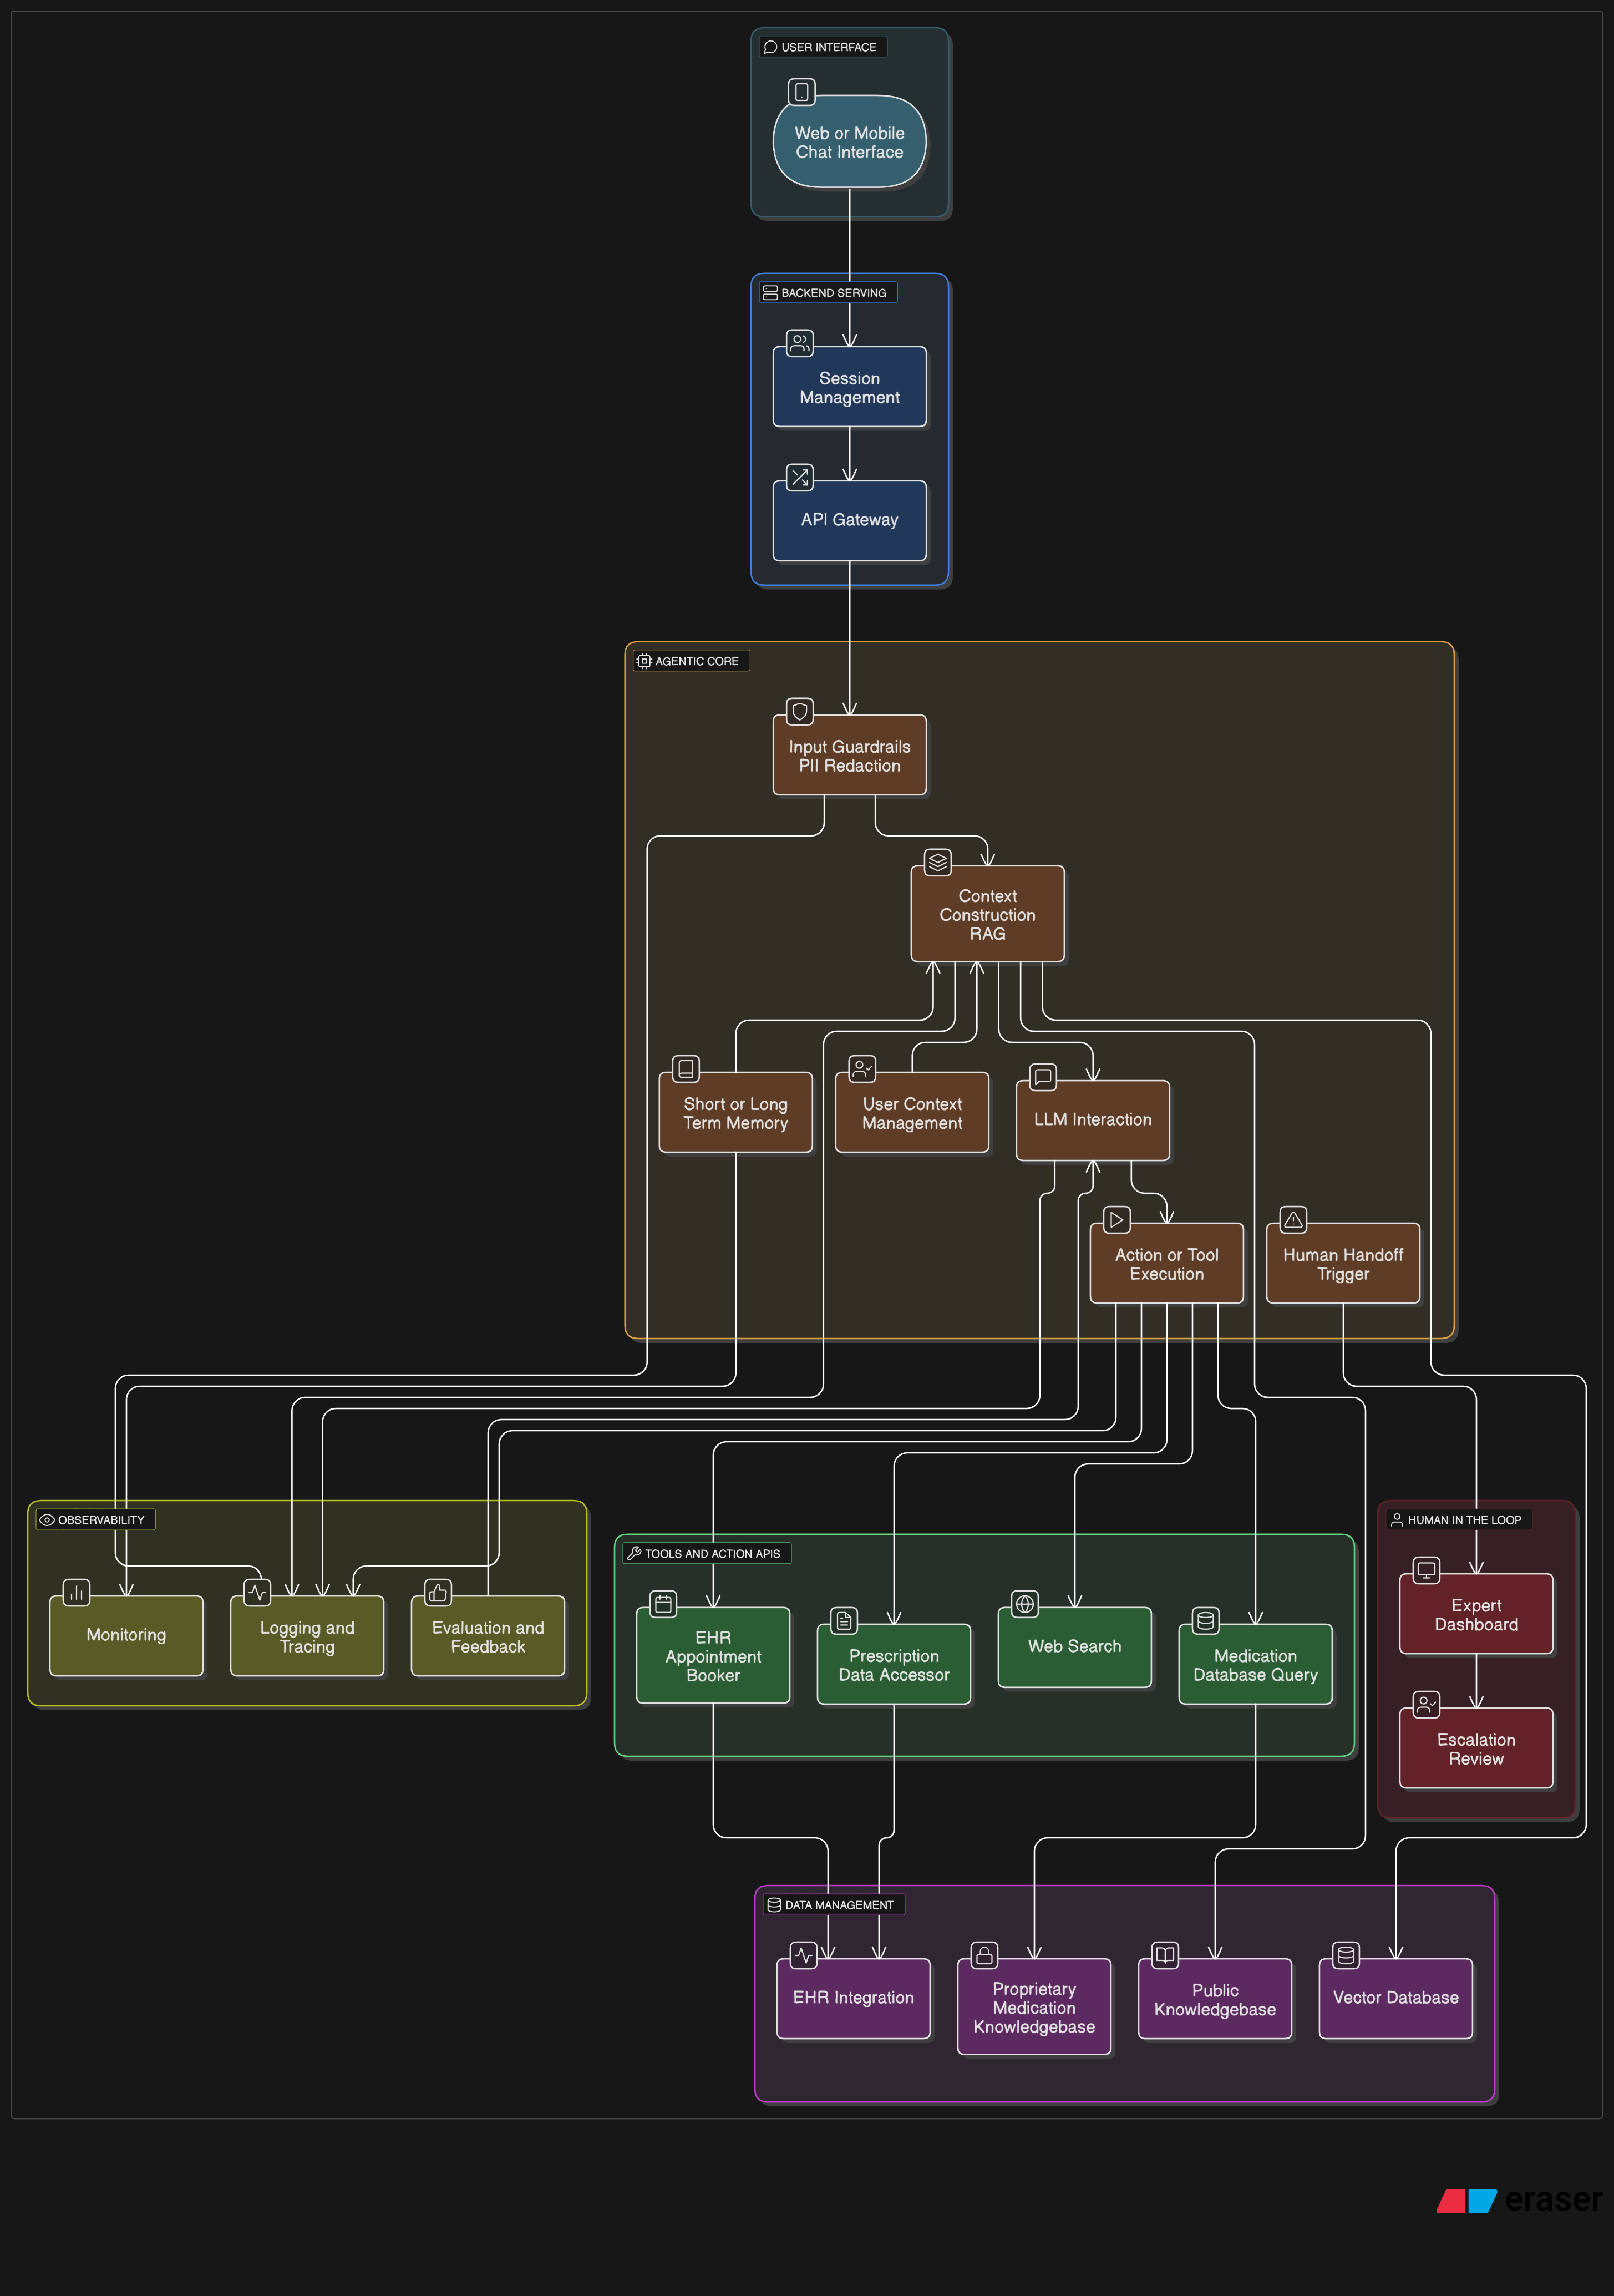 USER INTERFACE
Web or Mobile
Chat Interface
BACKEND SERVING
Session
Management
API Gateway
AGENTIC CORE
Input Guardrails
PII Redaction
Context
Construction
RAG
Short or Long
Term Memory
User Context
Management
LLM Interaction
Action or Tool
Execution
Human Handoff
Trigger
OBSERVABILITY
Monitoring
Logging and
Tracing
Evaluation and
Feedback
TOOLS AND ACTION APIS
EHR
Appointment
Booker
Prescription
Data Accessor
Web Search
Medication
Database Query
HUMAN IN THE LOOP
Expert
Dashboard
Escalation
Review
DATA MANAGEMENT
EHR Integration
Proprietary
Medication
Knowledgebase
Public
Knowledgebase
Vector Database
eraser